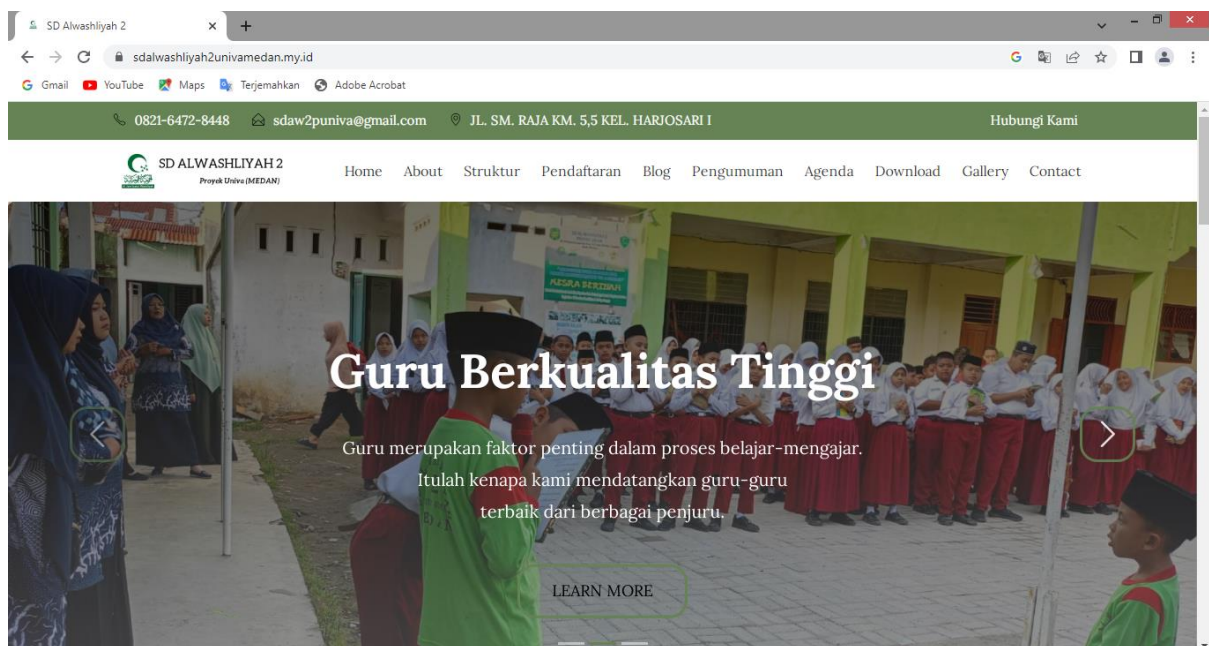 SD Alwashliyah 2
sdalwashliyah2univamedan.my.id
Gmail YouTube Maps Terjemahkan Adobe Acrobat
0821-6472-8448 sdaw2puniva@gmail.com JL. SM. RAJA KM. 5,5 KEL. HARJOSARI I Hubungi Kami
SD ALWASHLIYAH 2
Proyek Univa (MEDAN)
Home About Struktur Pendaftaran Blog Pengumuman Agenda Download Gallery Contact
MESRA BERIMAN
Guru Berkualitas Tinggi
Guru merupakan faktor penting dalam proses belajar-mengajar.
Itulah kenapa kami mendatangkan guru-guru
terbaik dari berbagai penjuru.
LEARN MORE